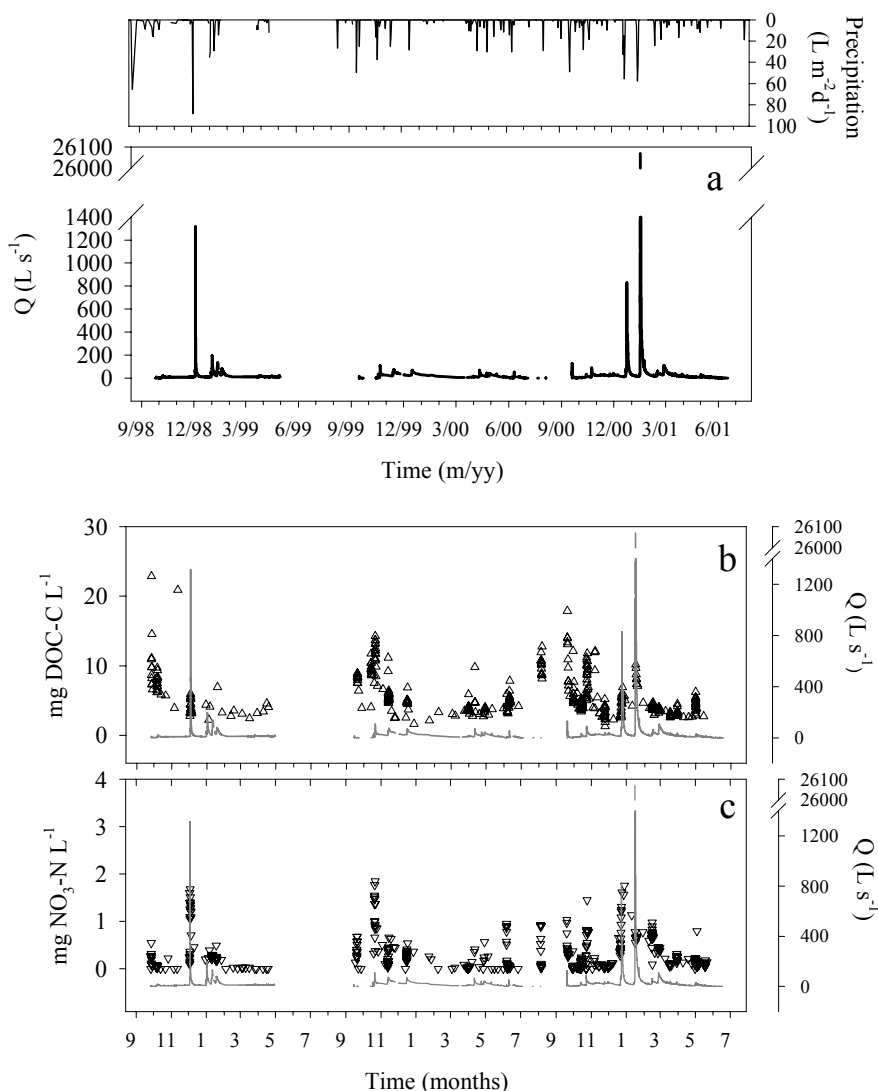 0
20
40
60
80
100
Precipitation
(L m⁻²d⁻¹)
26100
26000
1400
1200
1000
800
600
400
200
0
Q (L s⁻¹)
a
9/98 12/98 3/99 6/99 9/99 12/99 3/00 6/00 9/00 12/00 3/01 6/01
Time (m/yy)
30
20
10
0
mg DOC-C L⁻¹
b
26100
26000
1200
800
400
0
Q (L s⁻¹)
4
3
2
1
0
mg NO₃-N L⁻¹
c
26100
26000
1200
800
400
0
Q (L s⁻¹)
9 11 1 3 5 7 9 11 1 3 5 7 9 11 1 3 5 7
Time (months)